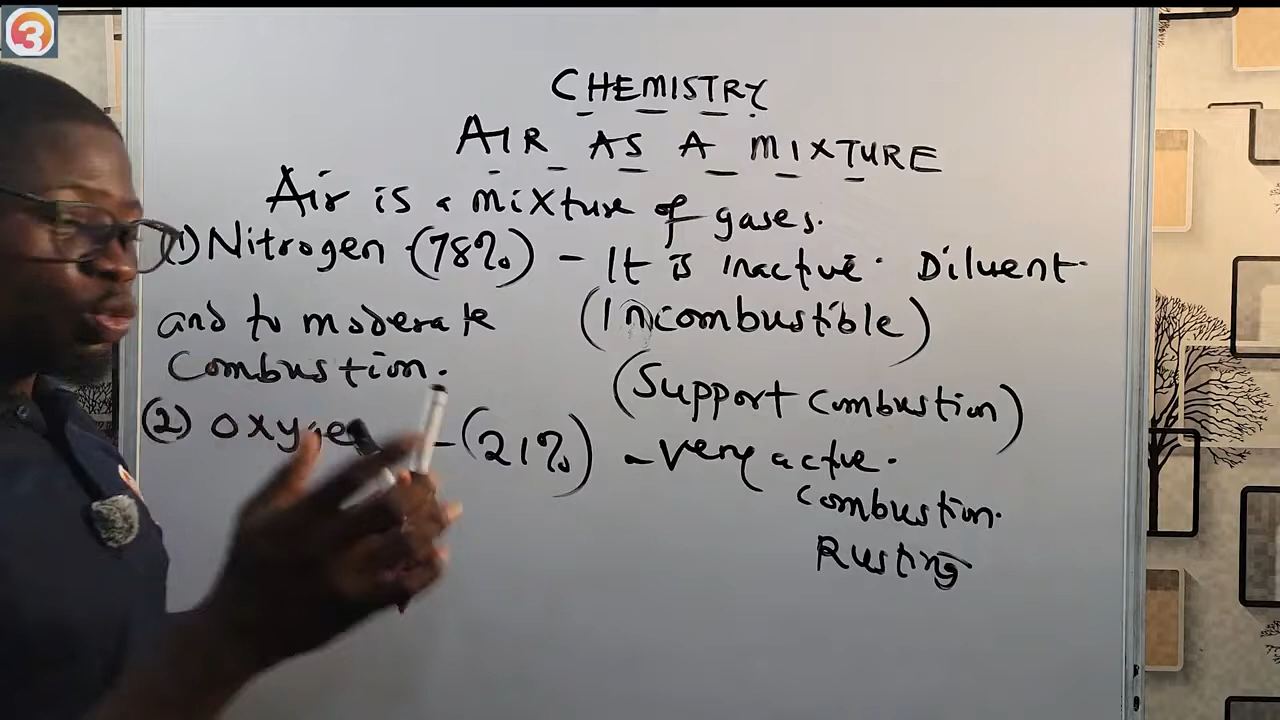 3
CHEMISTRY
AIR AS A MIXTURE
Air is a mixture of gases.
(1) Nitrogen (78%) - It is inactive. Diluent
and to moderate (Incombustible)
Combustion.
(Support combustion)
(2) Oxygen - (21%) - Very active.
Combustion.
Rusting